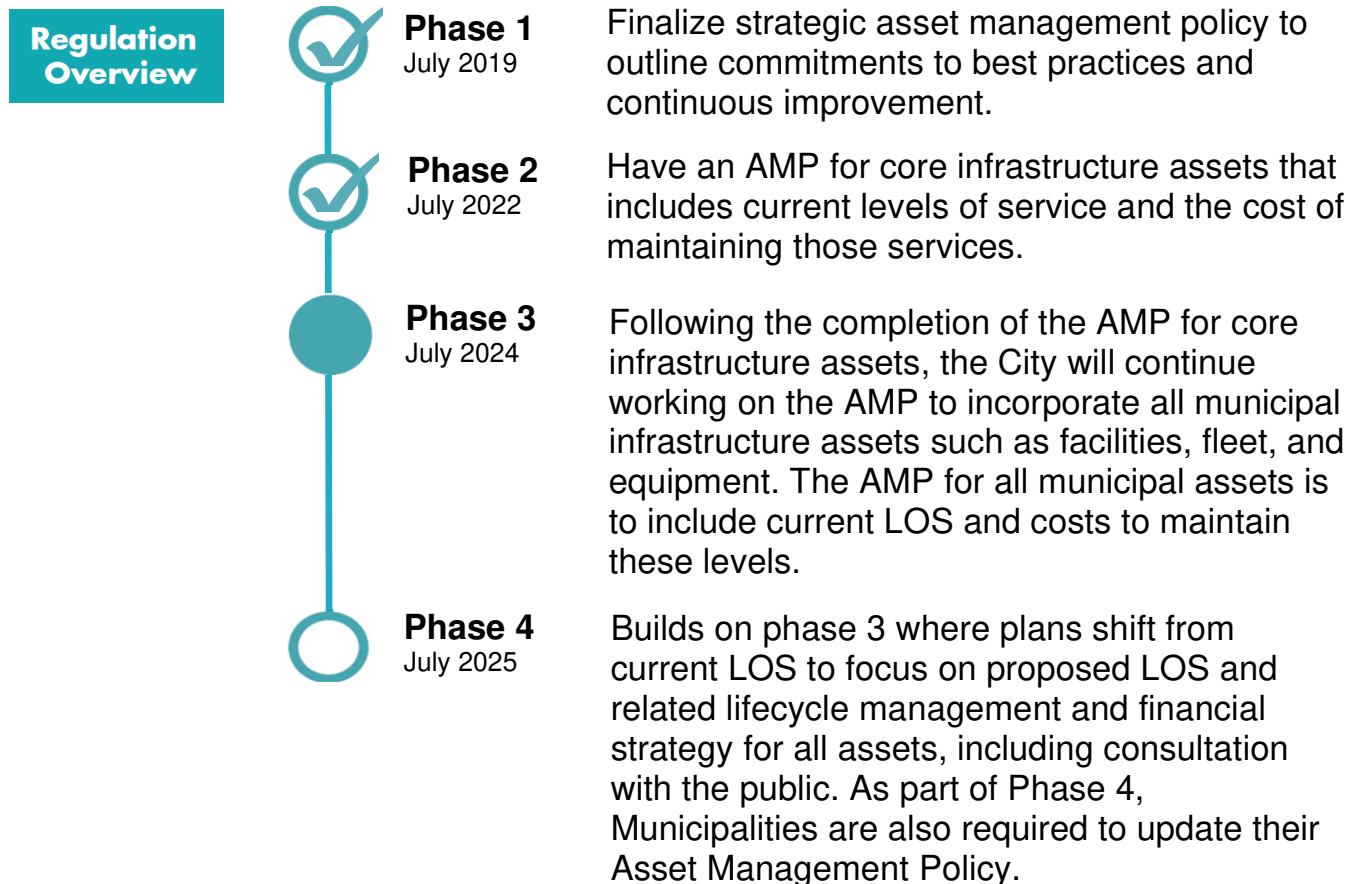 Regulation
Overview
Phase 1
July 2019
Finalize strategic asset management policy to
outline commitments to best practices and
continuous improvement.
Phase 2
July 2022
Have an AMP for core infrastructure assets that
includes current levels of service and the cost of
maintaining those services.
Phase 3
July 2024
Following the completion of the AMP for core
infrastructure assets, the City will continue
working on the AMP to incorporate all municipal
infrastructure assets such as facilities, fleet, and
equipment. The AMP for all municipal assets is
to include current LOS and costs to maintain
these levels.
Phase 4
July 2025
Builds on phase 3 where plans shift from
current LOS to focus on proposed LOS and
related lifecycle management and financial
strategy for all assets, including consultation
with the public. As part of Phase 4,
Municipalities are also required to update their
Asset Management Policy.